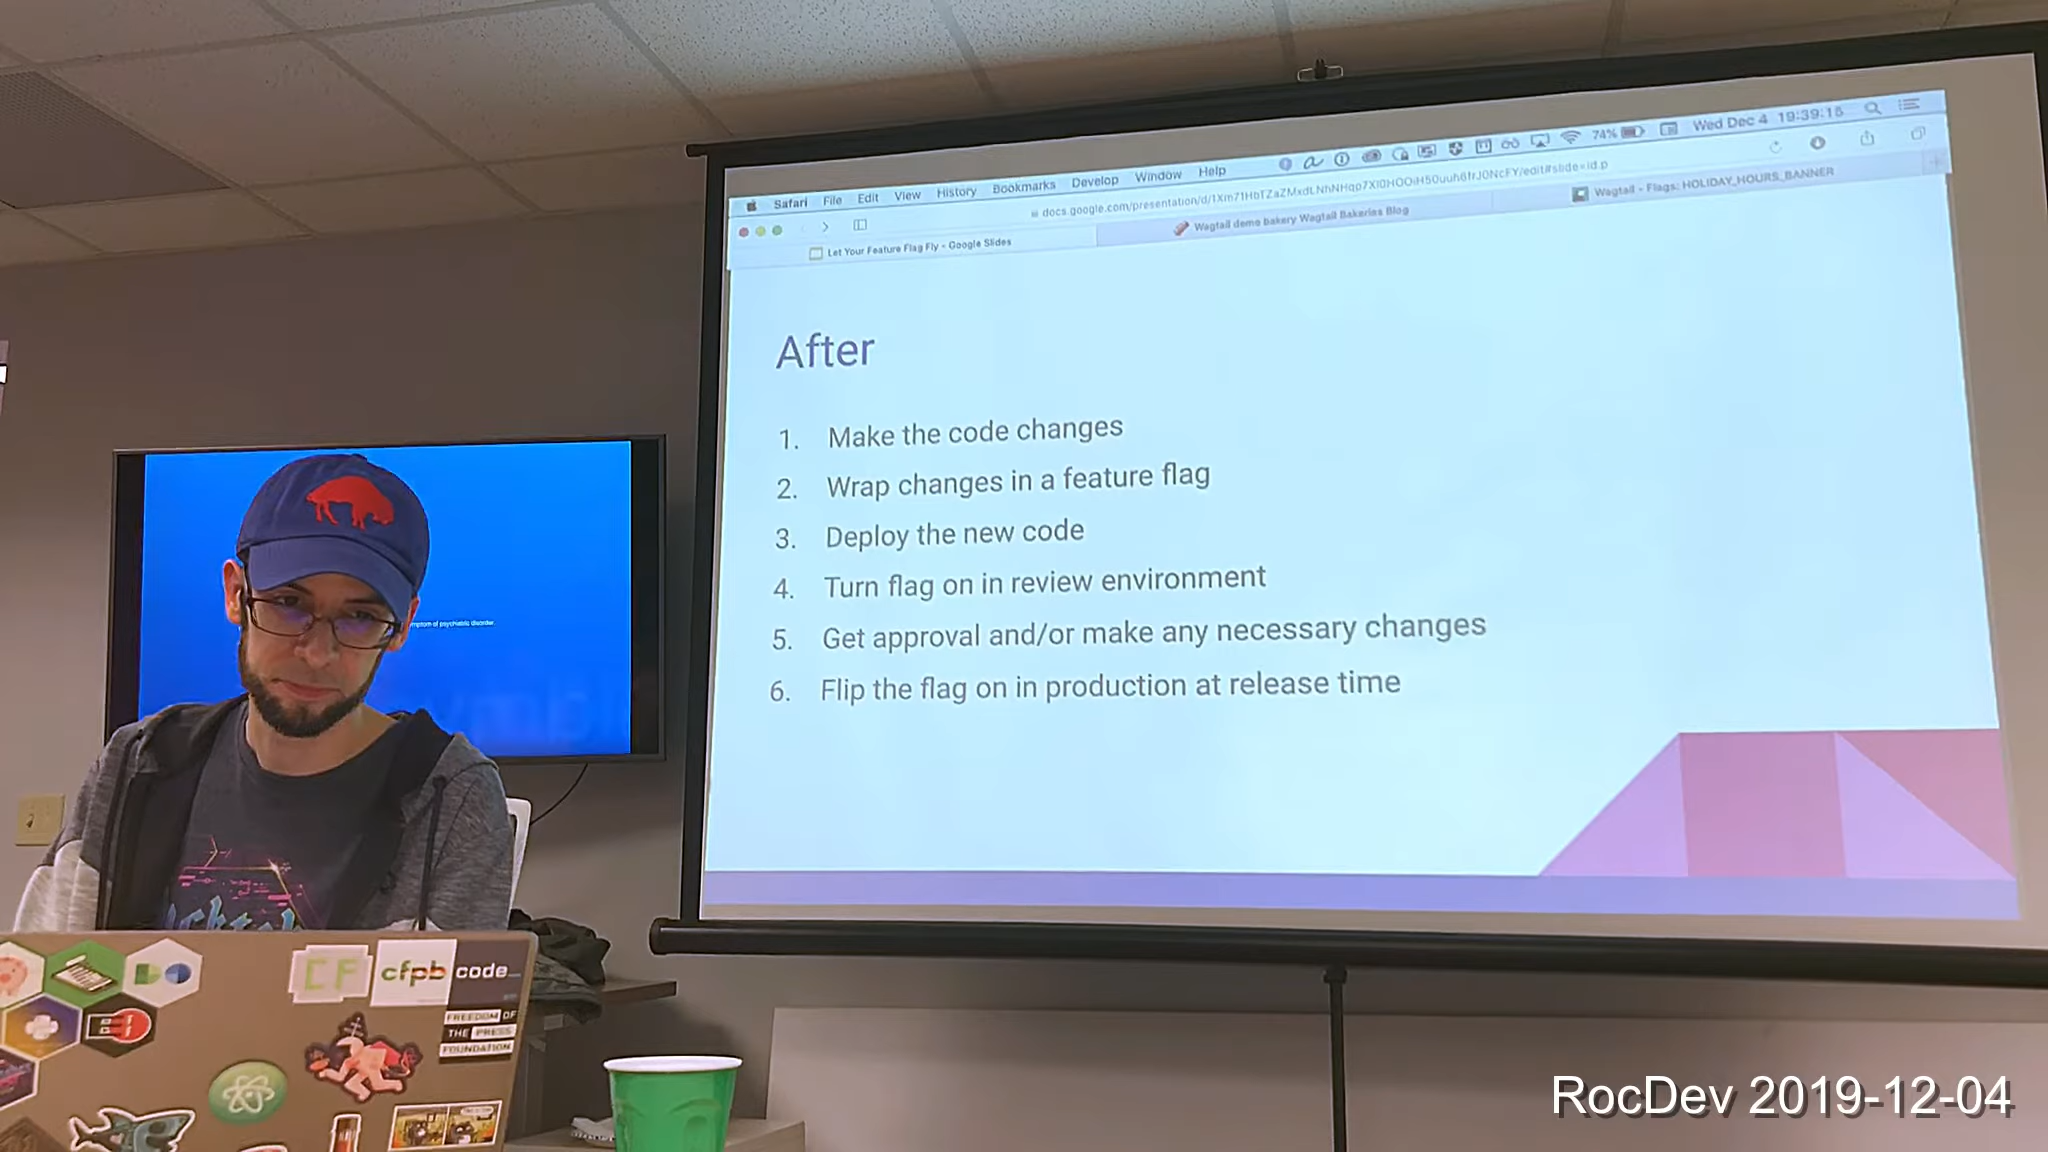 Safari File Edit View History Bookmarks Develop Window Help 74% Wed Dec 4 19:39:15
Let Your Feature Flag Fly - Google Slides
Wagtail demo bakery Wagtail Bakeries Blog
Wagtail - Flags: HOLIDAY_HOURS_BANNER
After
1. Make the code changes
2. Wrap changes in a feature flag
3. Deploy the new code
4. Turn flag on in review environment
5. Get approval and/or make any necessary changes
6. Flip the flag on in production at release time
of psychiatric disorder
CF
cfpb code
FREEDOM OF
THE PRESS
FOUNDATION
RocDev 2019-12-04